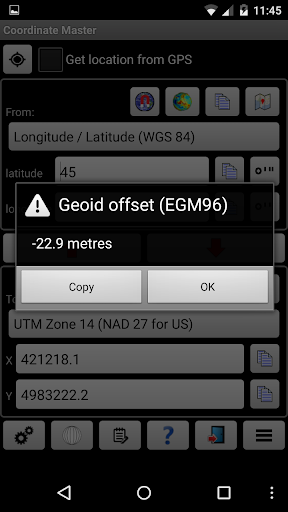 11:45
Coordinate Master
Get location from GPS
From:
Longitude / Latitude (WGS 84)
latitude 45 o'"
Geoid offset (EGM96)
-22.9 metres
Copy OK
UTM Zone 14 (NAD 27 for US)
X 421218.1
Y 4983222.2
?